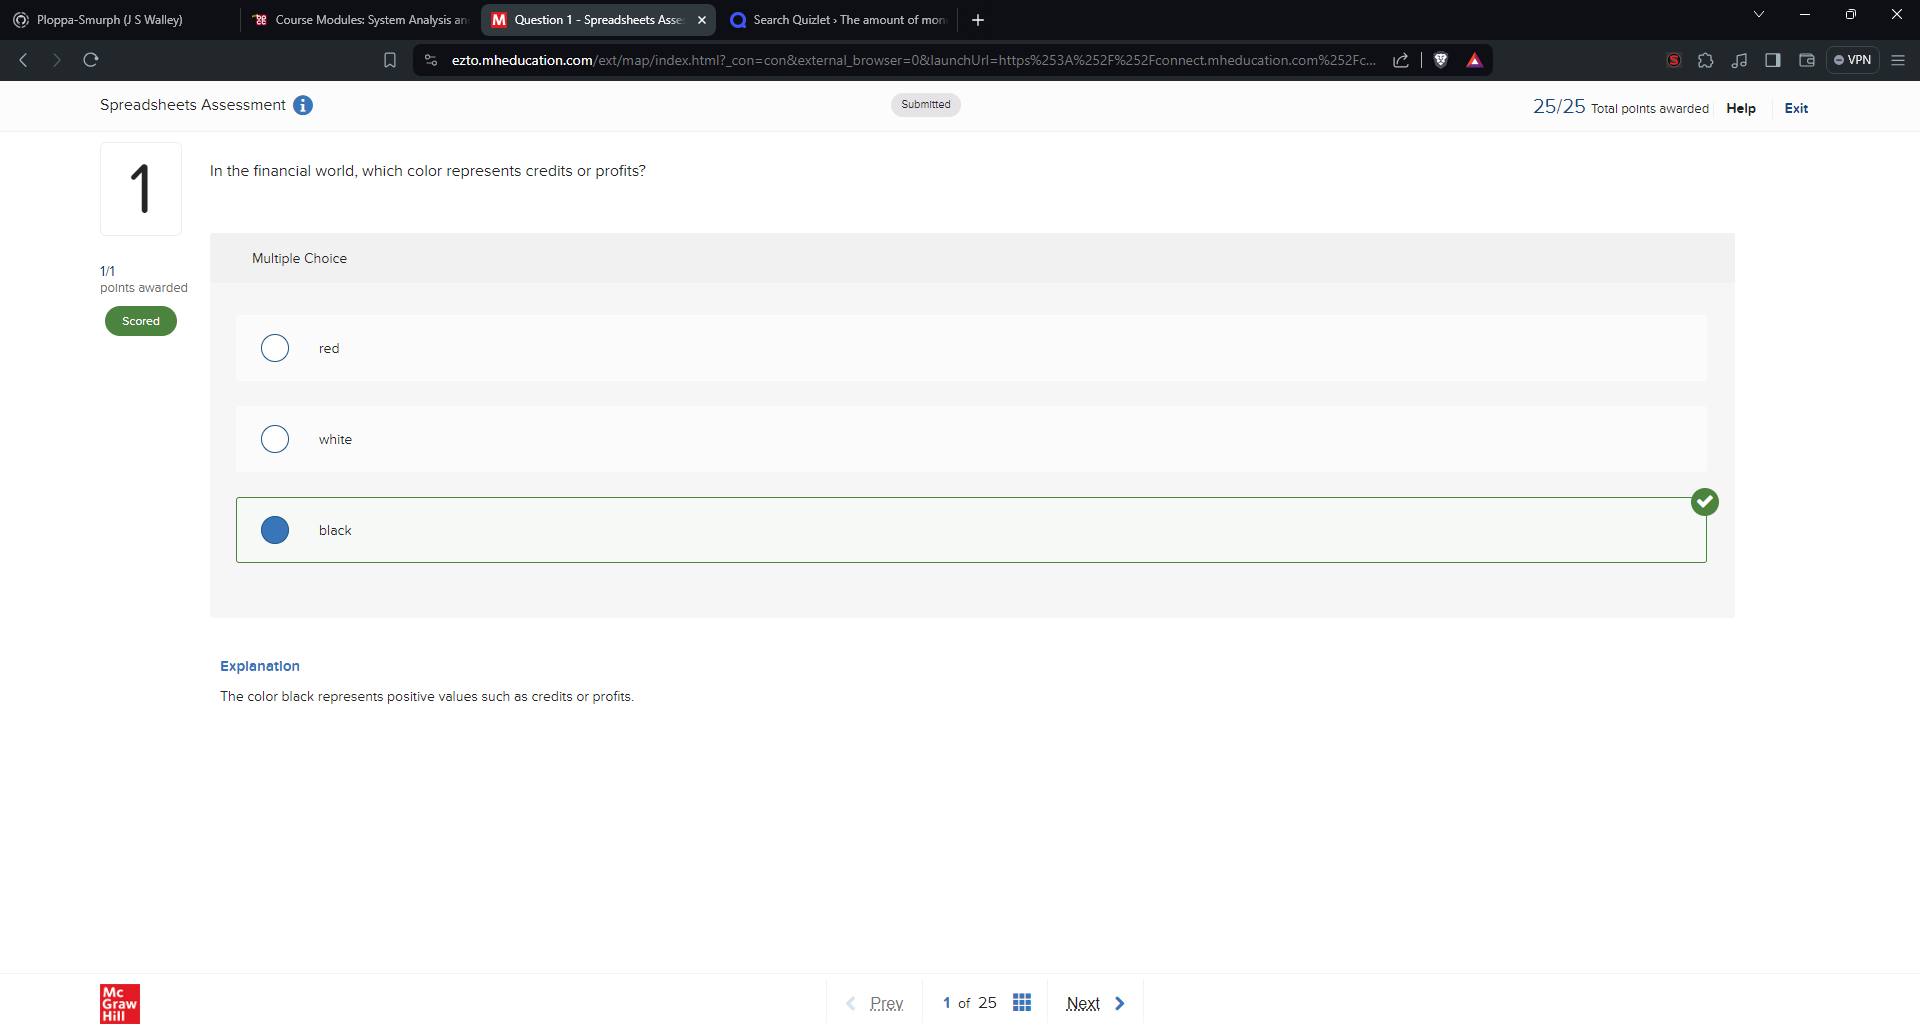 Ploppa-Smurph (J S Walley)
Course Modules: System Analysis an
Question 1 - Spreadsheets Asse
Search Quizlet › The amount of mon
ezto.mheducation.com/ext/map/index.html?_con=con&external_browser=0&launchUrl=https%253A%252F%252Fconnect.mheducation.com%252Fc...
VPN
Spreadsheets Assessment
Submitted
25/25 Total points awarded
Help
Exit
1
In the financial world, which color represents credits or profits?
1/1
points awarded
Scored
Multiple Choice
red
white
black
Explanation
The color black represents positive values such as credits or profits.
Mc
Graw
Hill
Prev
1 of 25
Next